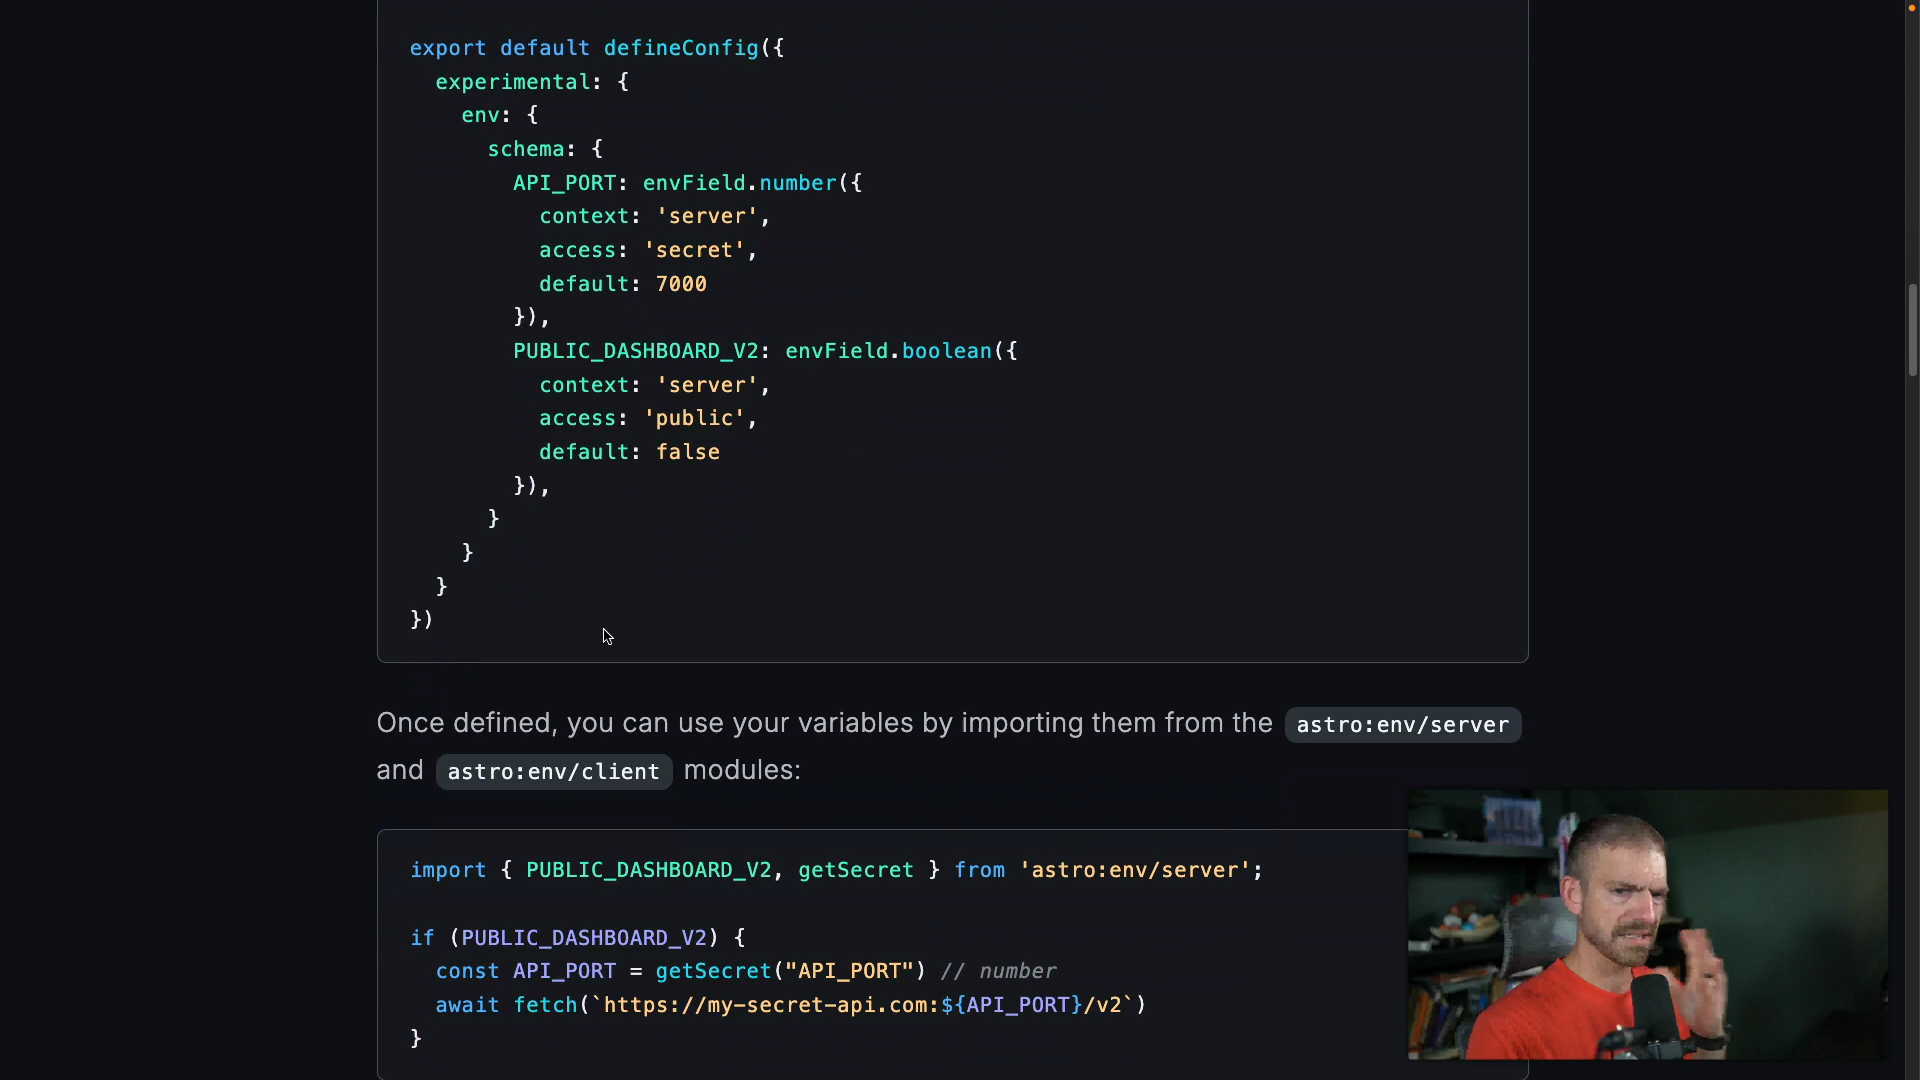 export default defineConfig({
  experimental: {
    env: {
      schema: {
        API_PORT: envField.number({
          context: 'server',
          access: 'secret',
          default: 7000
        }),
        PUBLIC_DASHBOARD_V2: envField.boolean({
          context: 'server',
          access: 'public',
          default: false
        }),
      }
    }
  }
})
Once defined, you can use your variables by importing them from the astro:env/server
and astro:env/client modules:
import { PUBLIC_DASHBOARD_V2, getSecret } from 'astro:env/server';
if (PUBLIC_DASHBOARD_V2) {
  const API_PORT = getSecret("API_PORT") // number
  await fetch(`https://my-secret-api.com:${API_PORT}/v2`)
}